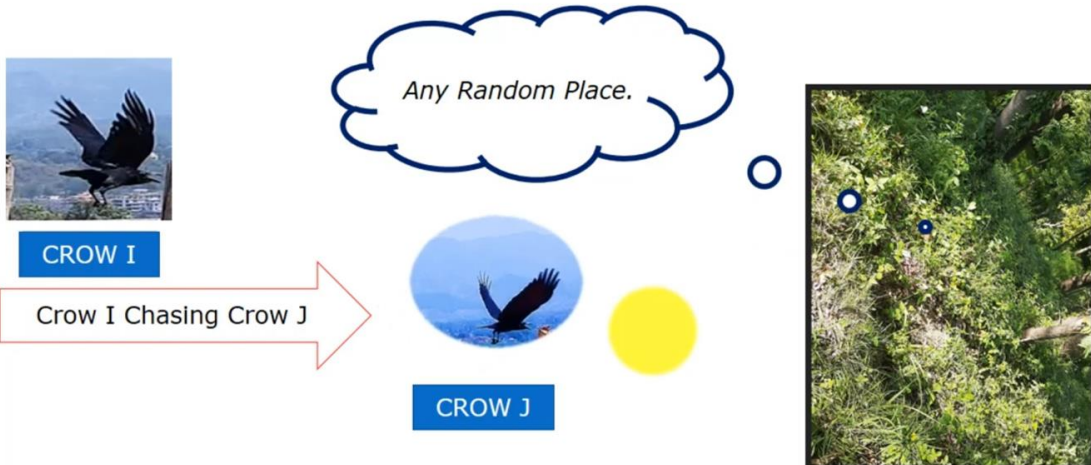 Any Random Place.
CROW I
Crow I Chasing Crow J
CROW J